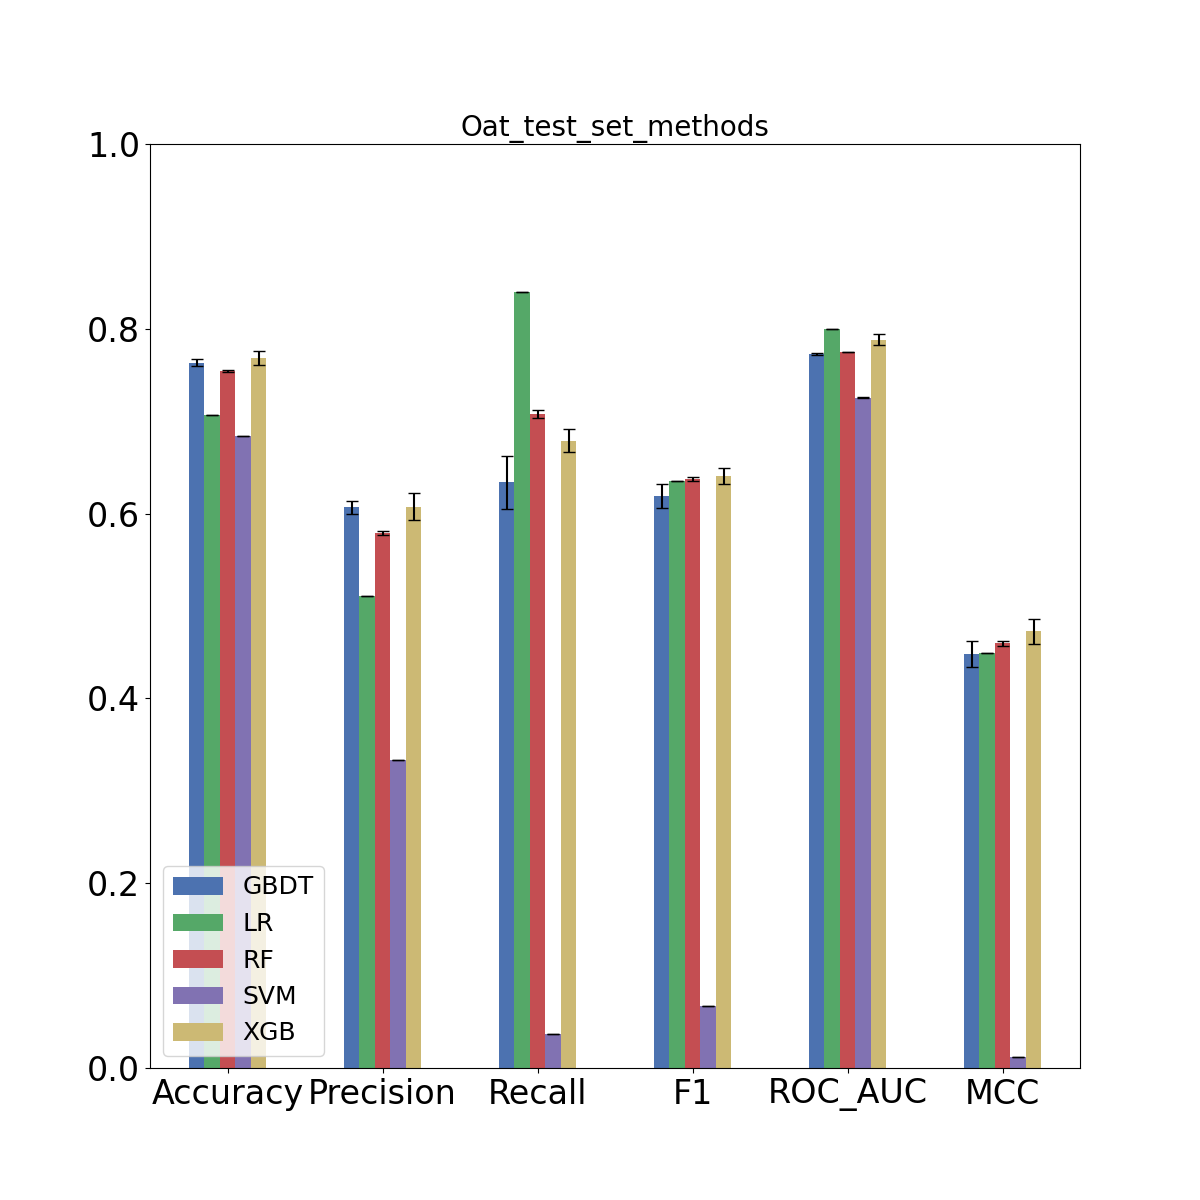 Oat_test_set_methods
1.0
0.8
0.6
0.4
0.2
0.0
GBDT
LR
RF
SVM
XGB
Accuracy Precision Recall F1 ROC_AUC MCC